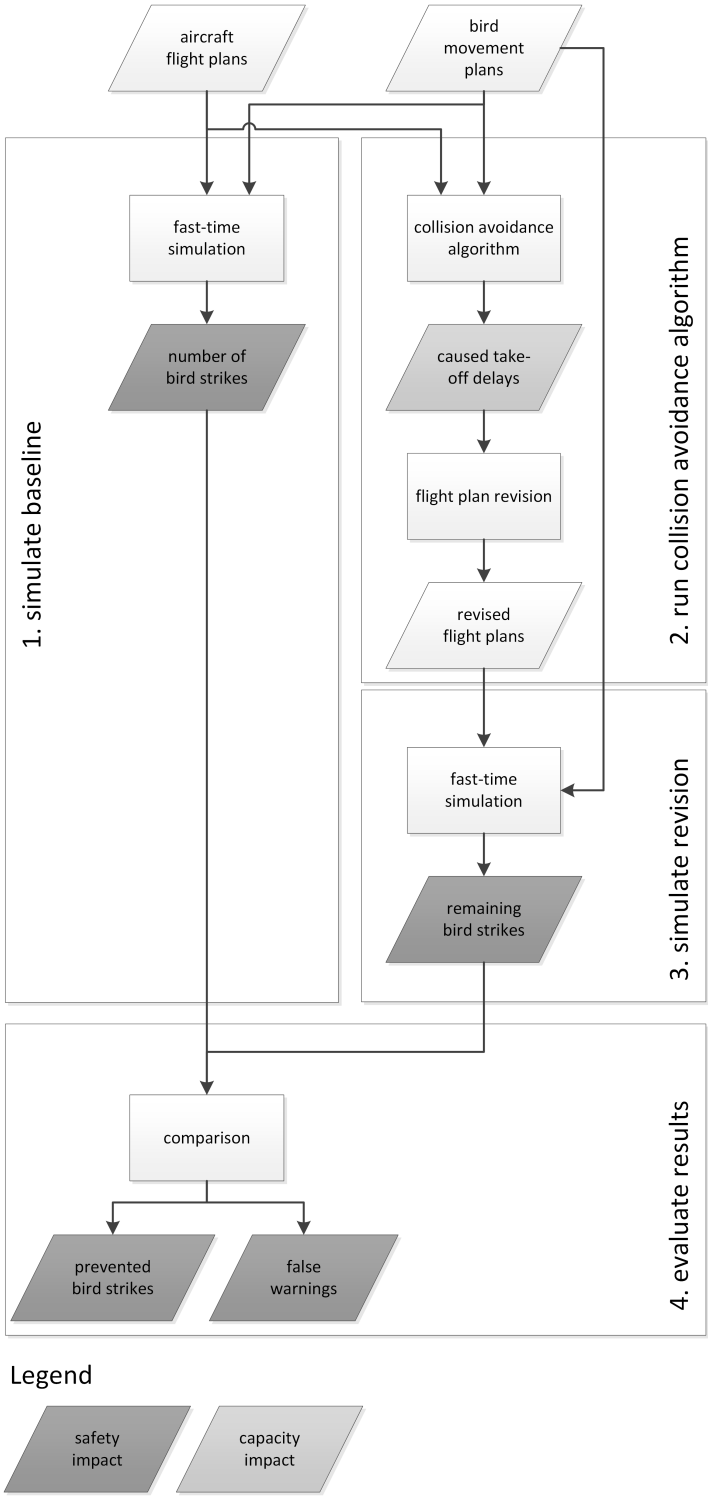 aircraft
flight plans
bird
movement
plans
1. simulate baseline
fast-time
simulation
number of
bird strikes
2. run collision avoidance algorithm
collision avoidance
algorithm
caused take-
off delays
flight plan revision
revised
flight plans
3. simulate revision
fast-time
simulation
remaining
bird strikes
4. evaluate results
comparison
prevented
bird strikes
false
warnings
Legend
safety
impact
capacity
impact